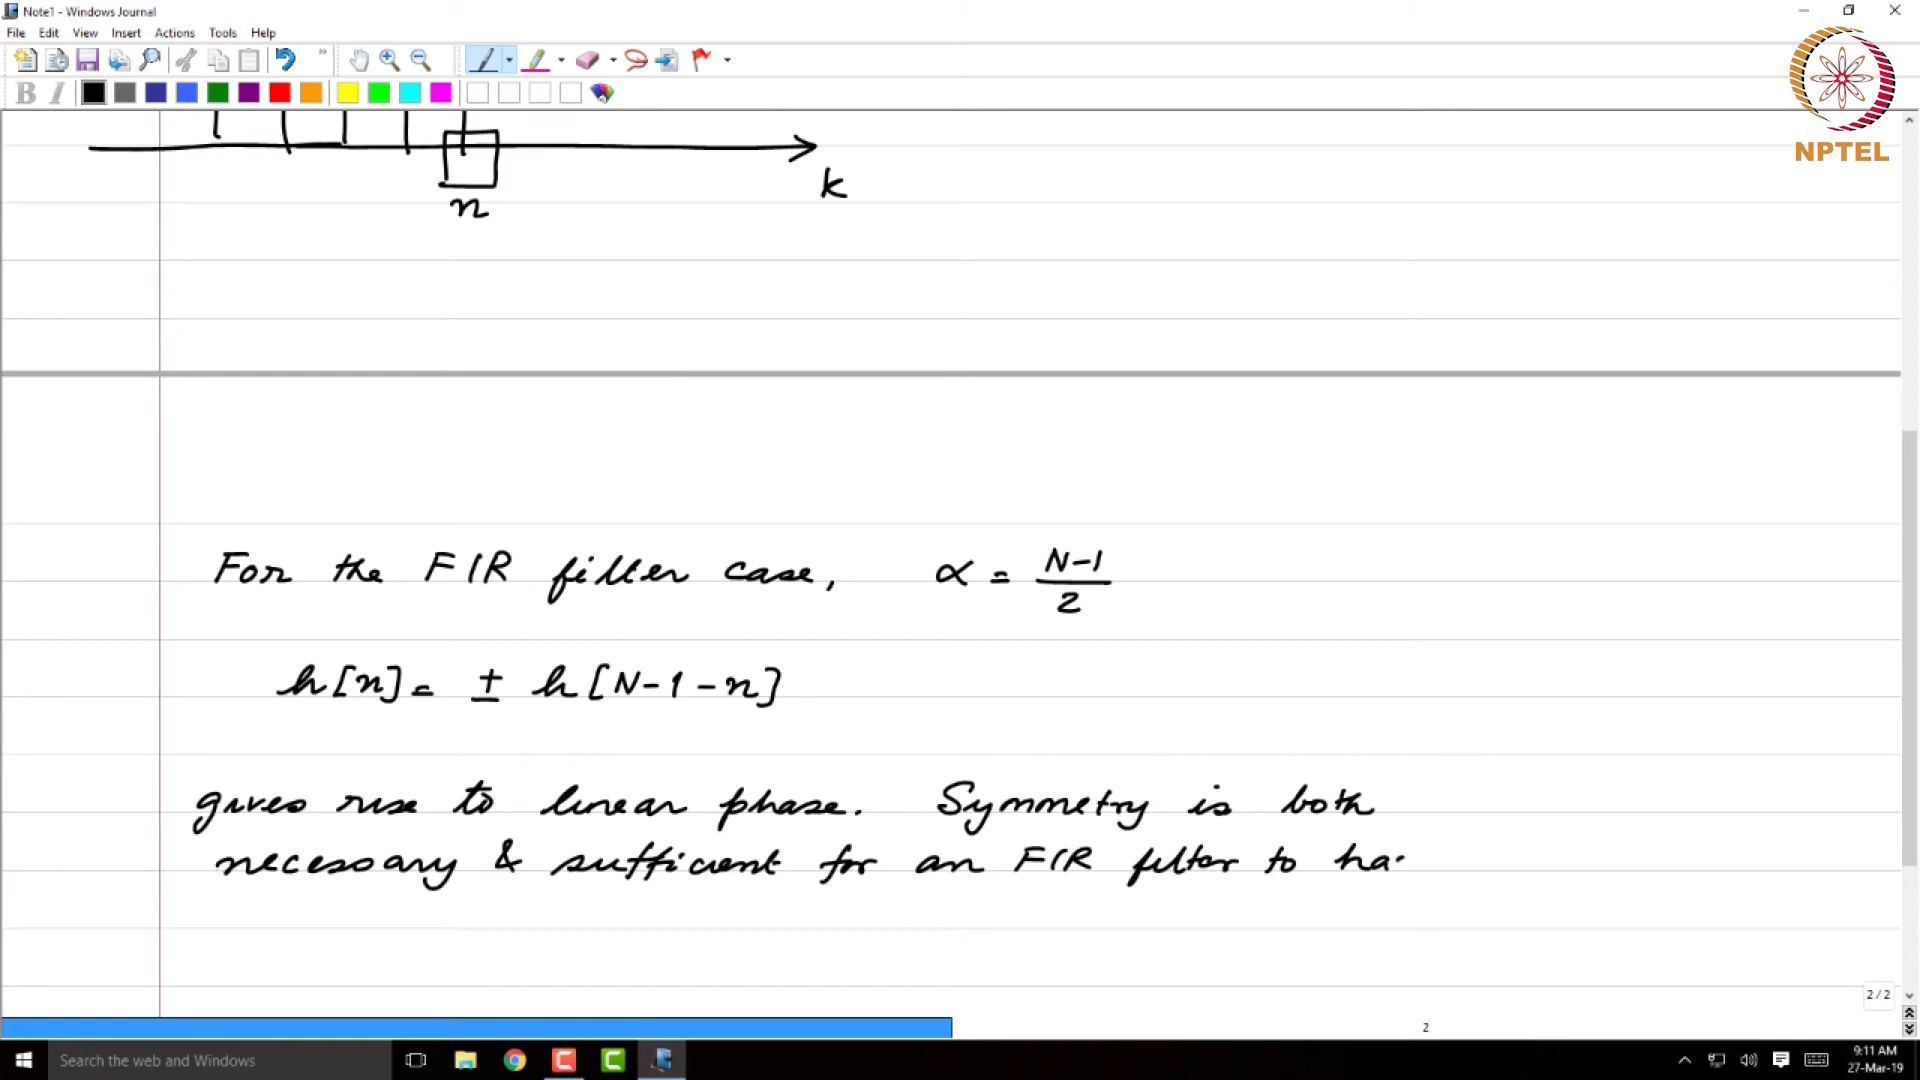 Note1 - Windows Journal
File Edit View Insert Actions Tools Help
B I
NPTEL
k
n
For the FIR filter case, α = N-1/2
h[n] = ± h[N-1-n]
gives rise to linear phase. Symmetry is both
necessary & sufficient for an FIR filter to ha
2 / 2
2
Search the web and Windows
9:11 AM
27-Mar-19